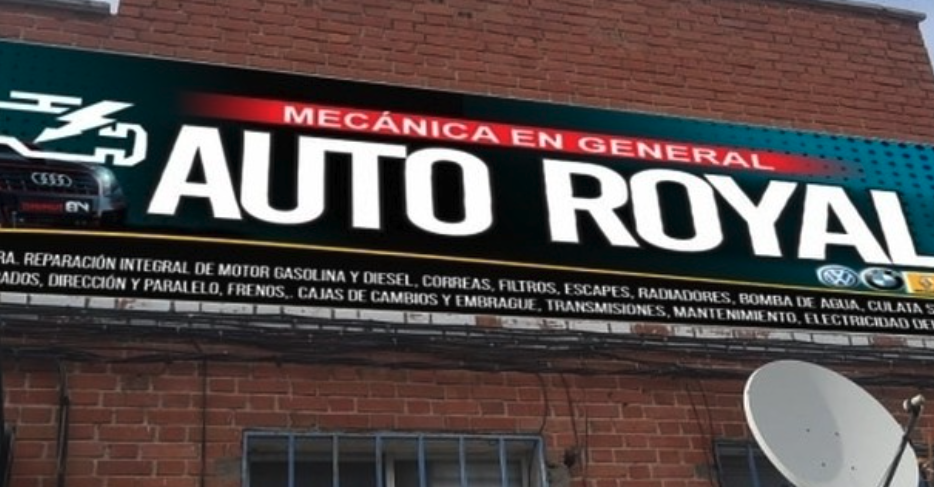 MECÁNICA EN GENERAL
AUTO ROYAL
RA. REPARACIÓN INTEGRAL DE MOTOR GASOLINA Y DIESEL, CORREAS, FILTROS, ESCAPES, RADIADORES, BOMBA DE AGUA, CULATA S
ADOS, DIRECCIÓN Y PARALELO, FRENOS,. CAJAS DE CAMBIOS Y EMBRAGUE, TRANSMISIONES, MANTENIMIENTO, ELECTRICIDAD DE